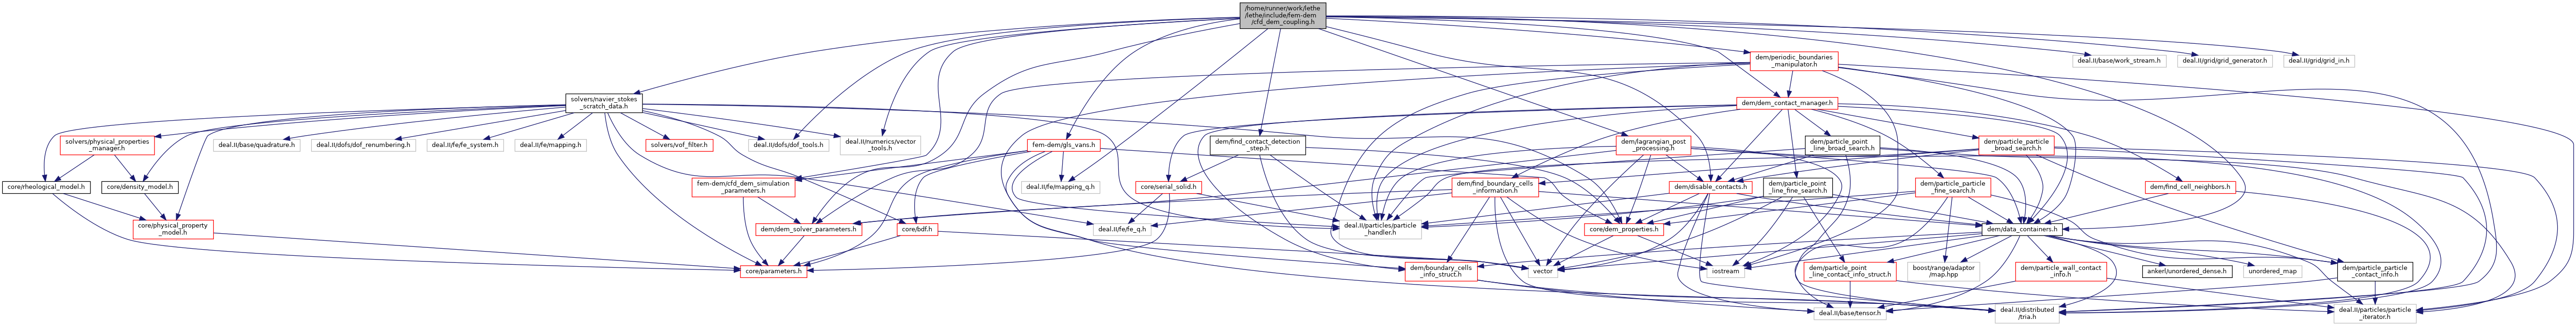 /home/runner/work/lethe
/lethe/include/fem-dem
/cfd_dem_coupling.h
dem/periodic_boundaries
_manipulator.h
deal.II/base/work_stream.h
deal.II/grid/grid_generator.h
deal.II/grid/grid_in.h
solvers/navier_stokes
_scratch_data.h
dem/dem_contact_manager.h
solvers/physical_properties
_manager.h
deal.II/base/quadrature.h
deal.II/dofs/dof_renumbering.h
deal.II/fe/fe_system.h
deal.II/fe/mapping.h
solvers/vof_filter.h
deal.II/dofs/dof_tools.h
deal.II/numerics/vector
_tools.h
fem-dem/gls_vans.h
dem/find_contact_detection
_step.h
dem/lagrangian_post
_processing.h
dem/particle_point
_line_broad_search.h
dem/particle_particle
_broad_search.h
core/rheological_model.h
core/density_model.h
fem-dem/cfd_dem_simulation
_parameters.h
deal.II/fe/mapping_q.h
core/serial_solid.h
dem/find_boundary_cells
_information.h
dem/disable_contacts.h
dem/particle_point
_line_fine_search.h
dem/particle_particle
_fine_search.h
dem/find_cell_neighbors.h
core/physical_property
_model.h
dem/dem_solver_parameters.h
core/bdf.h
deal.II/fe/fe_q.h
deal.II/particles/particle
_handler.h
core/dem_properties.h
dem/data_containers.h
core/parameters.h
dem/boundary_cells
_info_struct.h
vector
iostream
dem/particle_point
_line_contact_info_struct.h
boost/range/adaptor
/map.hpp
dem/particle_wall_contact
_info.h
ankerl/unordered_dense.h
unordered_map
dem/particle_particle
_contact_info.h
deal.II/base/tensor.h
deal.II/distributed
/tria.h
deal.II/particles/particle
_iterator.h